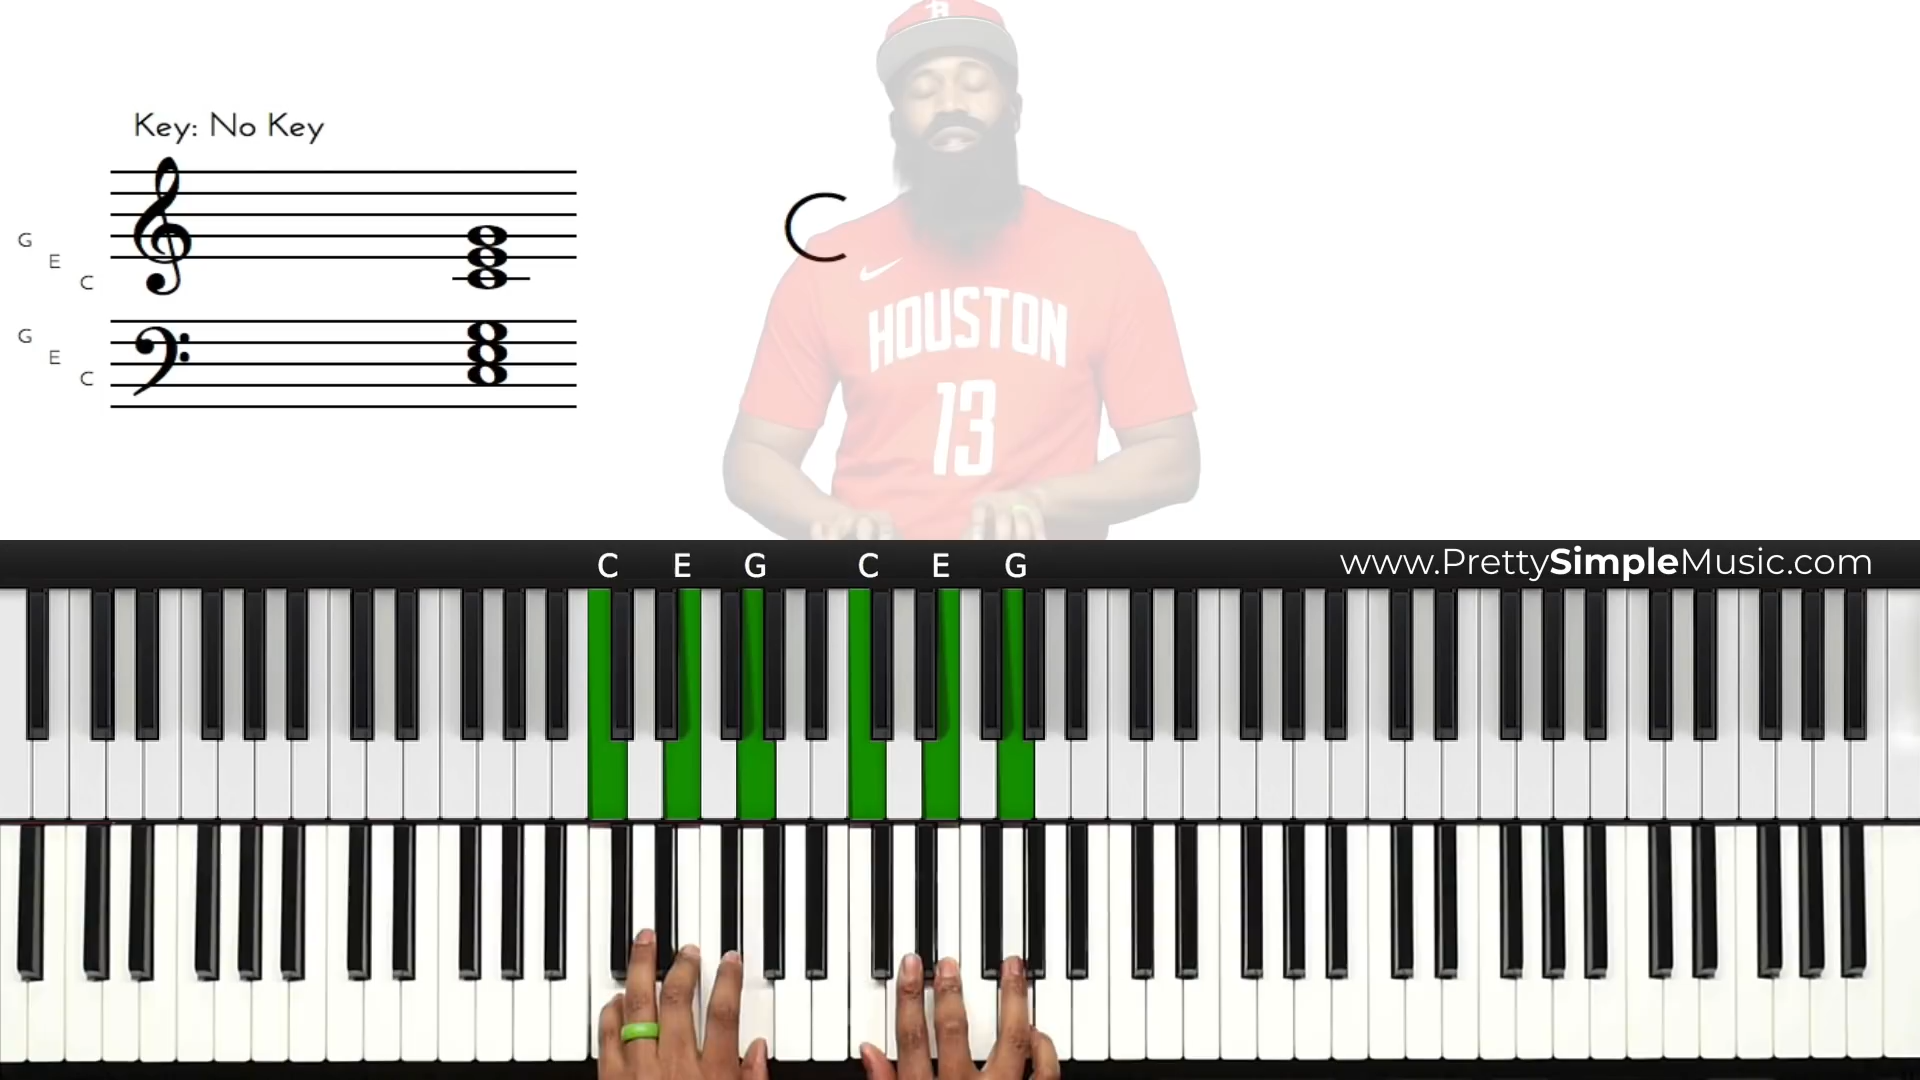 Key: No Key
G
E
C
G
E
C
C
R
HOUSTON
13
C E G C E G
www.PrettySimpleMusic.com